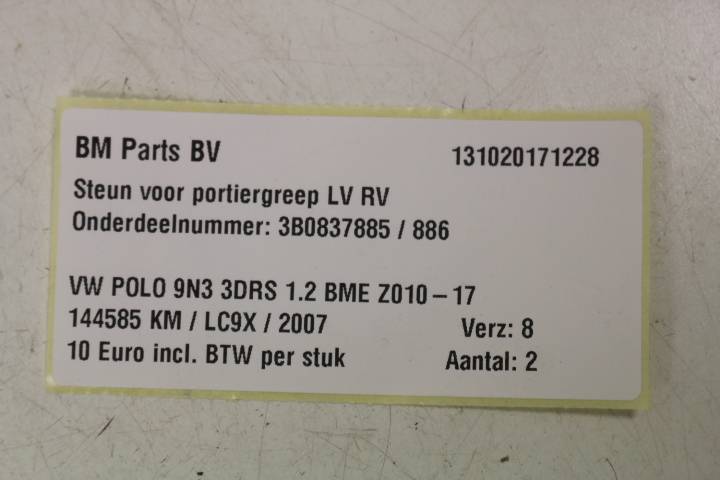 BM Parts BV 131020171228
Steun voor portiergreep LV RV
Onderdeelnummer: 3B0837885 / 886
VW POLO 9N3 3DRS 1.2 BME Z010 – 17
144585 KM / LC9X / 2007 Verz: 8
10 Euro incl. BTW per stuk Aantal: 2